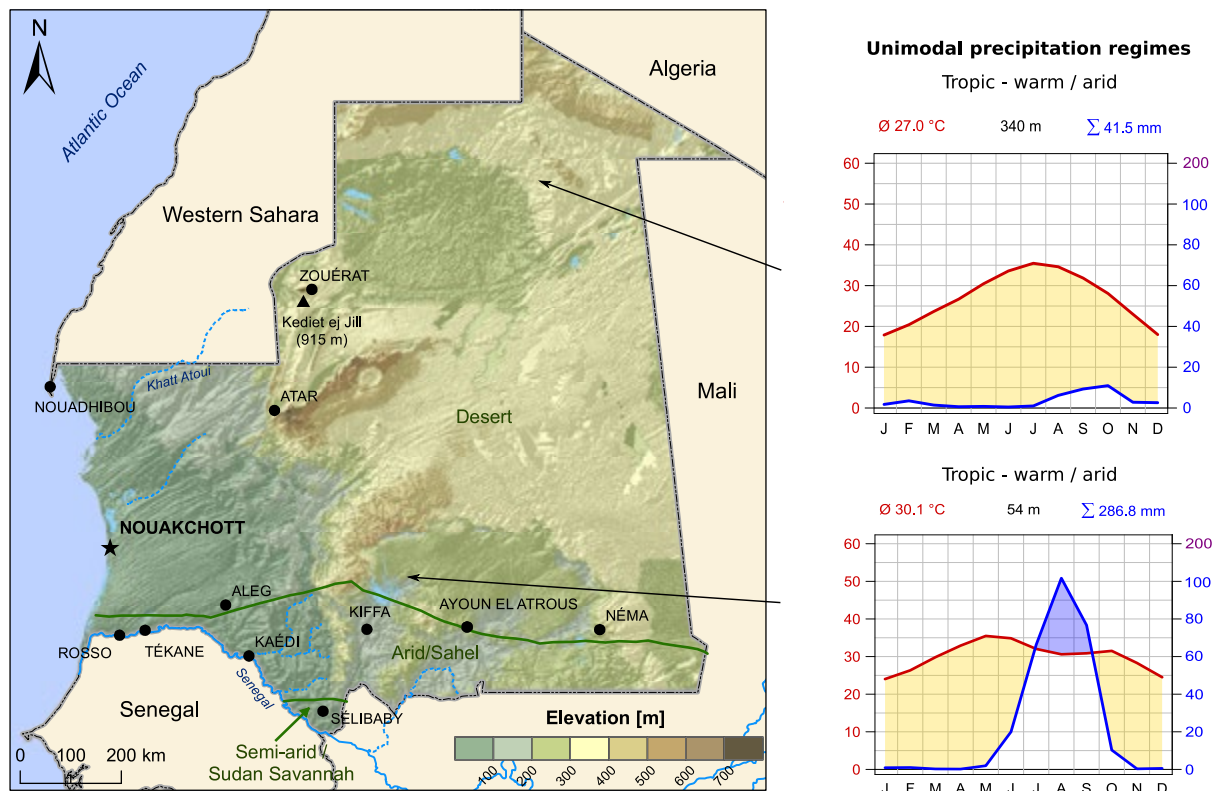 N
Atlantic Ocean
Algeria
Western Sahara
Mali
Senegal
ZOUÉRAT
Kediet ej Jill
(915 m)
Khatt Atoui
NOUADHIBOU
ATAR
Desert
NOUAKCHOTT
ALEG
KIFFA
AYOUN EL ATROUS
NÉMA
ROSSO
TÉKANE
KAÉDI
Arid/Sahel
Senegal
SÉLIBABY
Semi-arid
Sudan Savannah
0 100 200 km
Elevation [m]
100 200 300 400 500 600 700
Unimodal precipitation regimes
Tropic - warm / arid
Ø 27.0 °C 340 m ∑ 41.5 mm
60 200
50 100
40 80
30 60
20 40
10 20
0 0
J F M A M J J A S O N D
Tropic - warm / arid
Ø 30.1 °C 54 m ∑ 286.8 mm
60 200
50 100
40 80
30 60
20 40
10 20
0 0
J F M A M J J A S O N D